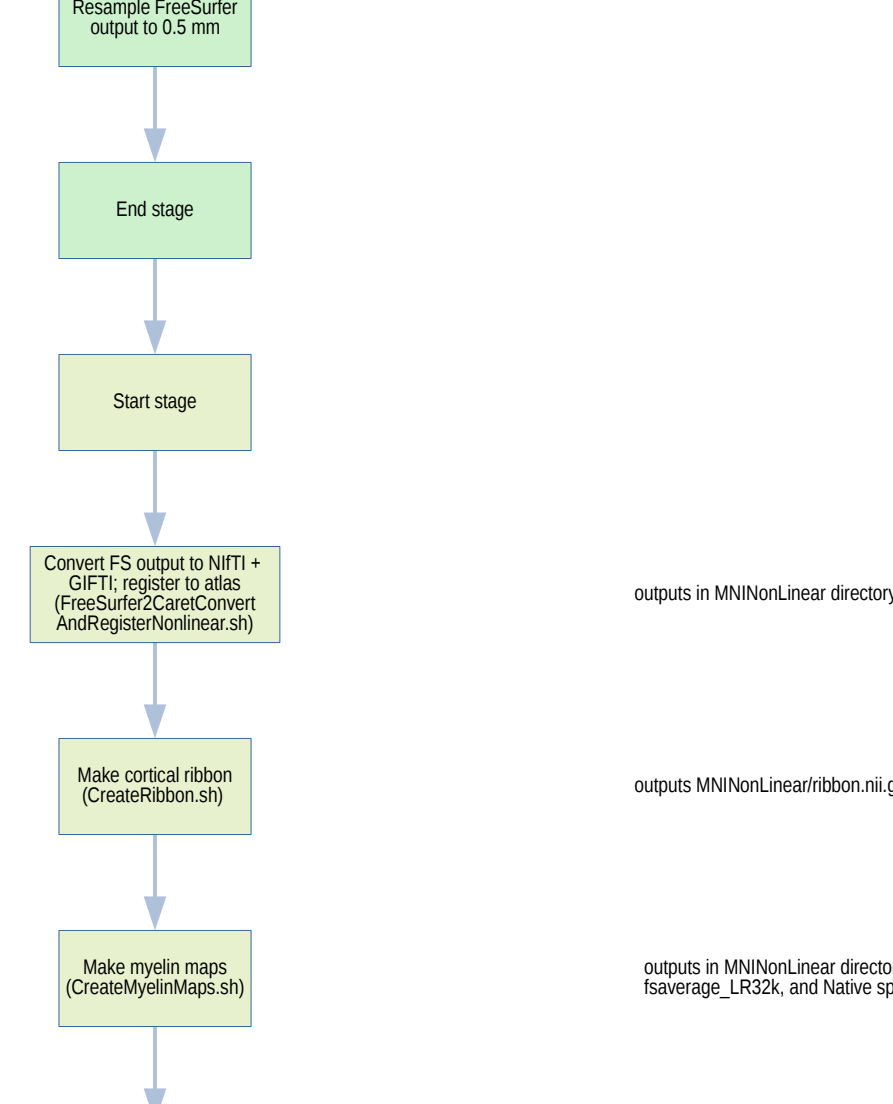 Resample FreeSurfer
output to 0.5 mm
End stage
Start stage
Convert FS output to NIfTI +
GIFTI; register to atlas
(FreeSurfer2CaretConvert
AndRegisterNonlinear.sh)
outputs in MNINonLinear directory
Make cortical ribbon
(CreateRibbon.sh)
outputs MNINonLinear/ribbon.nii.g
Make myelin maps
(CreateMyelinMaps.sh)
outputs in MNINonLinear directo
fsaverage_LR32k, and Native sp